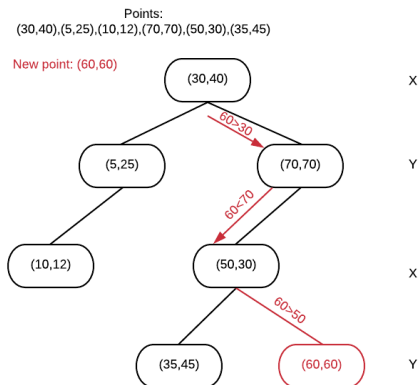 Points:
(30,40),(5,25),(10,12),(70,70),(50,30),(35,45)
New point: (60,60)
(30,40)
X
60>30
(5,25)
(70,70)
Y
60<70
(10,12)
(50,30)
X
60>50
(35,45)
(60,60)
Y